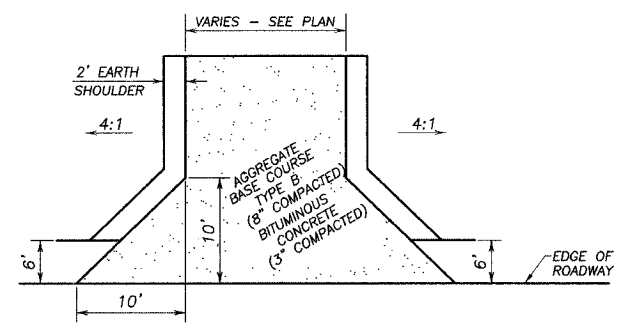 VARIES – SEE PLAN
2' EARTH
SHOULDER
4:1
4:1
AGGREGATE
BASE COURSE
TYPE B
(8" COMPACTED)
BITUMINOUS
CONCRETE
(3" COMPACTED)
10'
6'
6'
EDGE OF
ROADWAY
10'